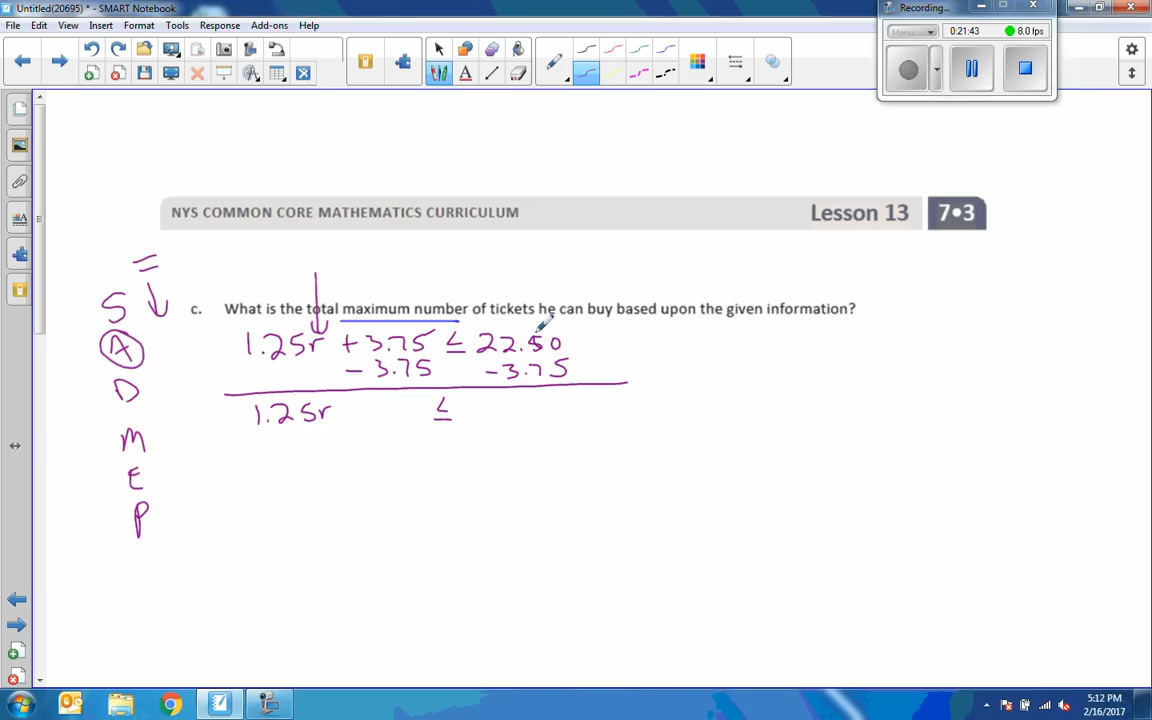 Untitled(20695) * - SMART Notebook
Recording...
File Edit View Insert Format Tools Response Add-ons Help
Menu
0:21:43
8.0 fps
NYS COMMON CORE MATHEMATICS CURRICULUM
Lesson 13
7•3
=
S
c. What is the total maximum number of tickets he can buy based upon the given information?
A
1.25r + 3.75 ≤ 22.50
- 3.75 -3.75
D
1.25r ≤
M
E
P
5:12 PM
2/16/2017